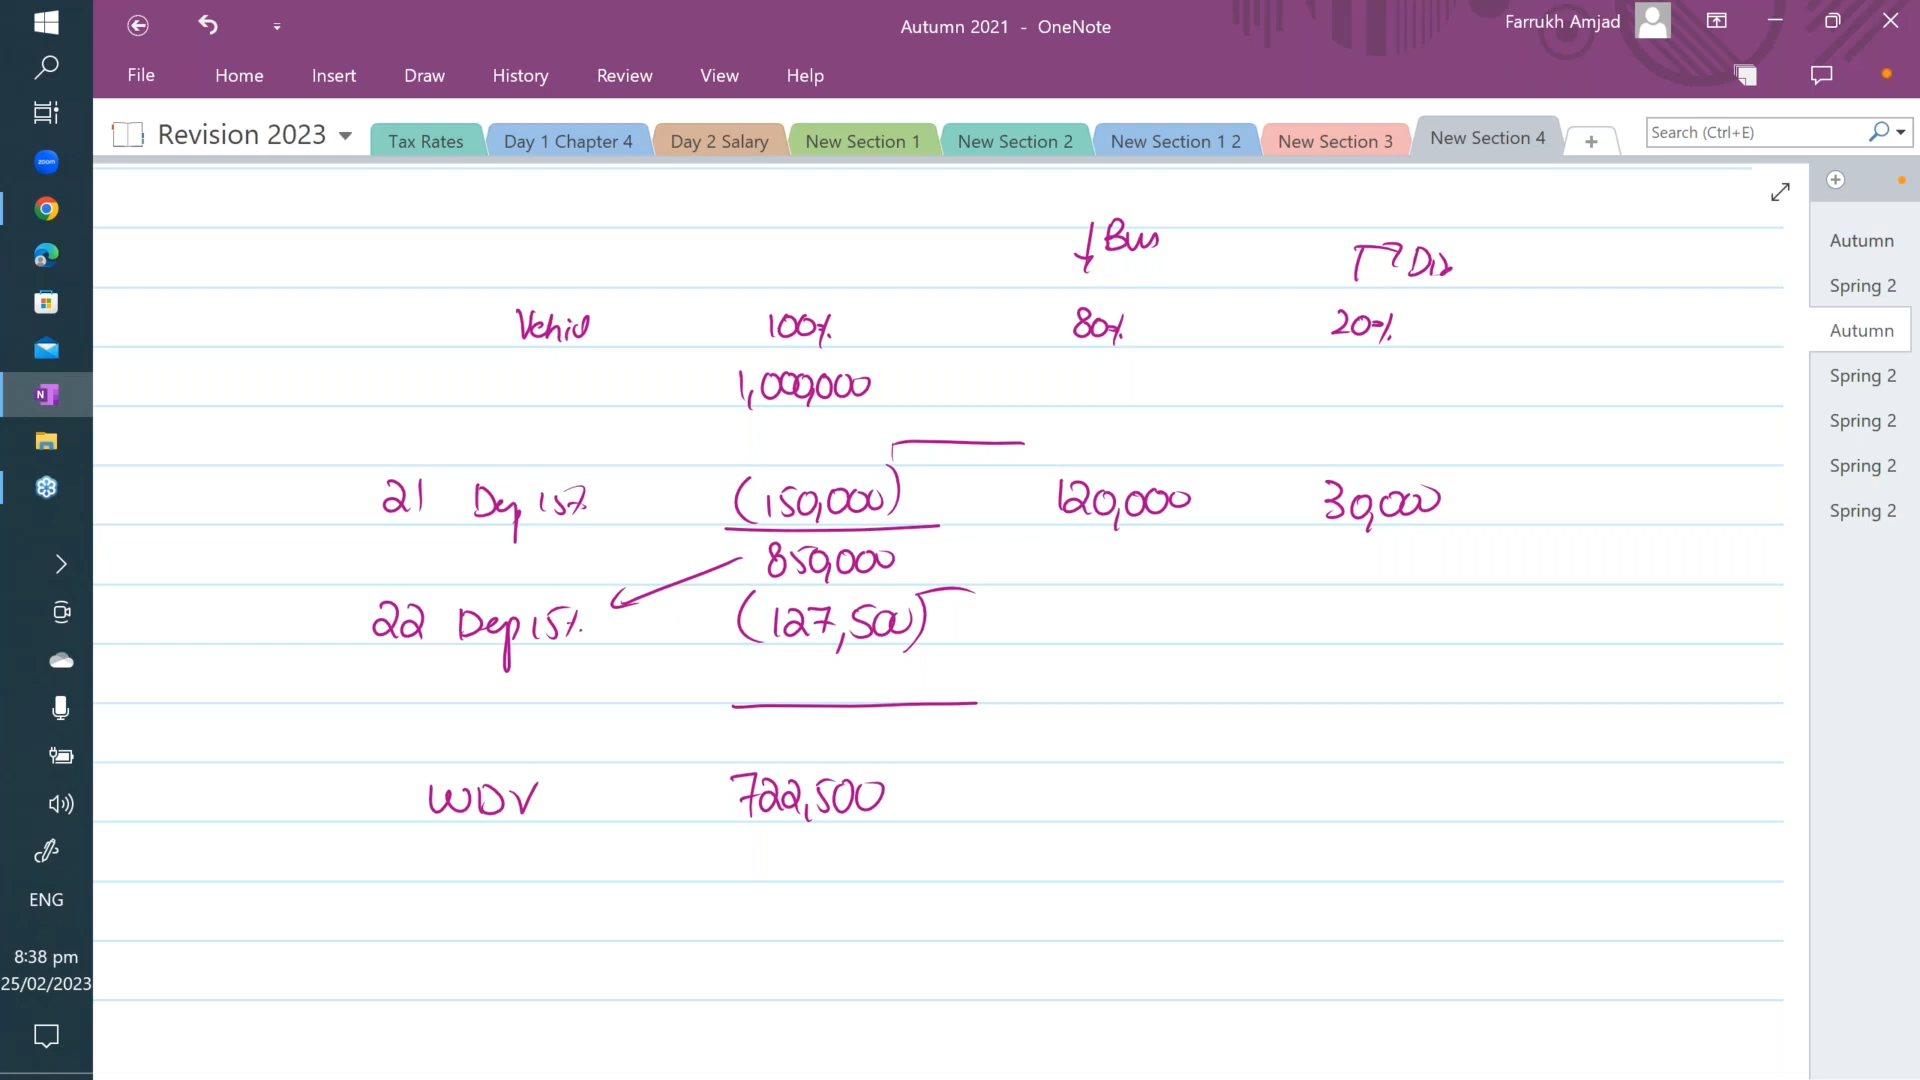 Autumn 2021 - OneNote
Farrukh Amjad
File Home Insert Draw History Review View Help
Revision 2023
Tax Rates
Day 1 Chapter 4
Day 2 Salary
New Section 1
New Section 2
New Section 1 2
New Section 3
New Section 4
Search (Ctrl+E)
Autumn
Spring 2
Autumn
Spring 2
Spring 2
Spring 2
Spring 2
Bus
100% 80% 20%
1,000,000
21 Dep 15% (150,000) 120,000 30,000
850,000
22 Dep 15% (127,500)
WDV 722,500
zoom
N
ENG
8:38 pm
25/02/2023